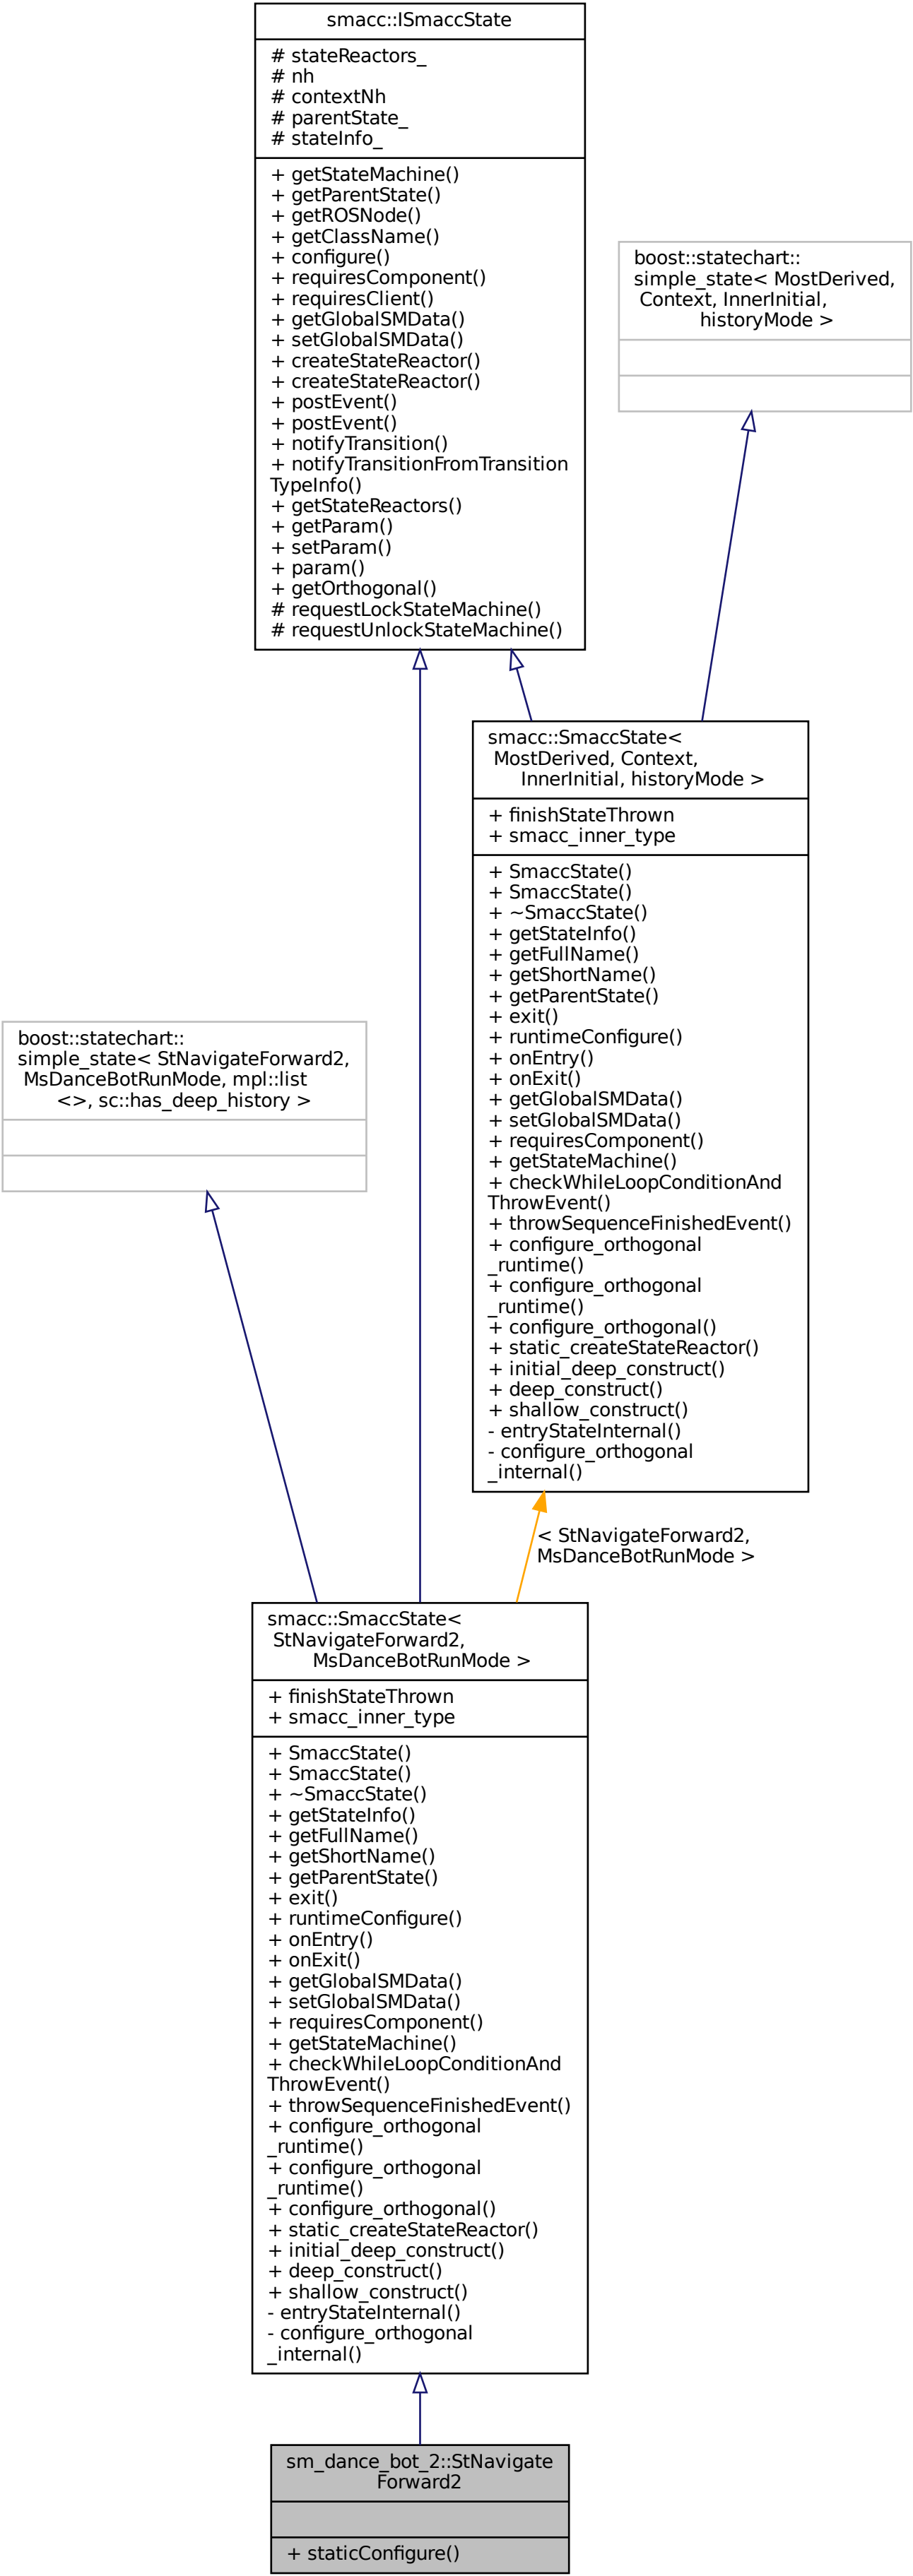 smacc::ISmaccState
# stateReactors_
# nh
# contextNh
# parentState_
# stateInfo_
+ getStateMachine()
+ getParentState()
+ getROSNode()
+ getClassName()
+ configure()
+ requiresComponent()
+ requiresClient()
+ getGlobalSMData()
+ setGlobalSMData()
+ createStateReactor()
+ createStateReactor()
+ postEvent()
+ postEvent()
+ notifyTransition()
+ notifyTransitionFromTransition
TypeInfo()
+ getStateReactors()
+ getParam()
+ setParam()
+ param()
+ getOrthogonal()
# requestLockStateMachine()
# requestUnlockStateMachine()
boost::statechart::
simple_state< MostDerived,
Context, InnerInitial,
historyMode >
smacc::SmaccState<
MostDerived, Context,
InnerInitial, historyMode >
+ finishStateThrown
+ smacc_inner_type
+ SmaccState()
+ SmaccState()
+ ~SmaccState()
+ getStateInfo()
+ getFullName()
+ getShortName()
+ getParentState()
+ exit()
+ runtimeConfigure()
+ onEntry()
+ onExit()
+ getGlobalSMData()
+ setGlobalSMData()
+ requiresComponent()
+ getStateMachine()
+ checkWhileLoopConditionAnd
ThrowEvent()
+ throwSequenceFinishedEvent()
+ configure_orthogonal
_runtime()
+ configure_orthogonal
_runtime()
+ configure_orthogonal()
+ static_createStateReactor()
+ initial_deep_construct()
+ deep_construct()
+ shallow_construct()
- entryStateInternal()
- configure_orthogonal
_internal()
boost::statechart::
simple_state< StNavigateForward2,
MsDanceBotRunMode, mpl::list
<>, sc::has_deep_history >
< StNavigateForward2,
MsDanceBotRunMode >
smacc::SmaccState<
StNavigateForward2,
MsDanceBotRunMode >
+ finishStateThrown
+ smacc_inner_type
+ SmaccState()
+ SmaccState()
+ ~SmaccState()
+ getStateInfo()
+ getFullName()
+ getShortName()
+ getParentState()
+ exit()
+ runtimeConfigure()
+ onEntry()
+ onExit()
+ getGlobalSMData()
+ setGlobalSMData()
+ requiresComponent()
+ getStateMachine()
+ checkWhileLoopConditionAnd
ThrowEvent()
+ throwSequenceFinishedEvent()
+ configure_orthogonal
_runtime()
+ configure_orthogonal
_runtime()
+ configure_orthogonal()
+ static_createStateReactor()
+ initial_deep_construct()
+ deep_construct()
+ shallow_construct()
- entryStateInternal()
- configure_orthogonal
_internal()
sm_dance_bot_2::StNavigate
Forward2
+ staticConfigure()